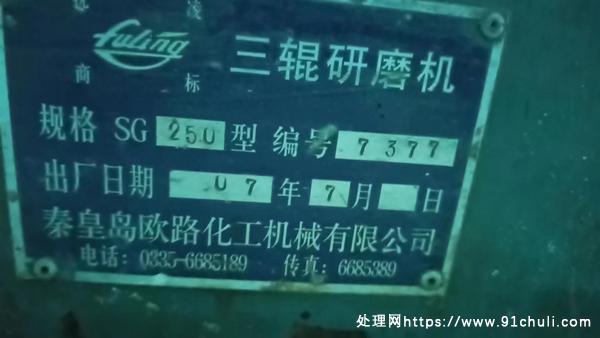 凌
fuling
商 标
三辊研磨机
规格 SG 250 型 编号 7377
出厂日期 07 年 7 月 日
秦皇岛欧路化工机械有限公司
电话: 0335-6685189 传真: 6685389
处理网https://www.91chuli.com/